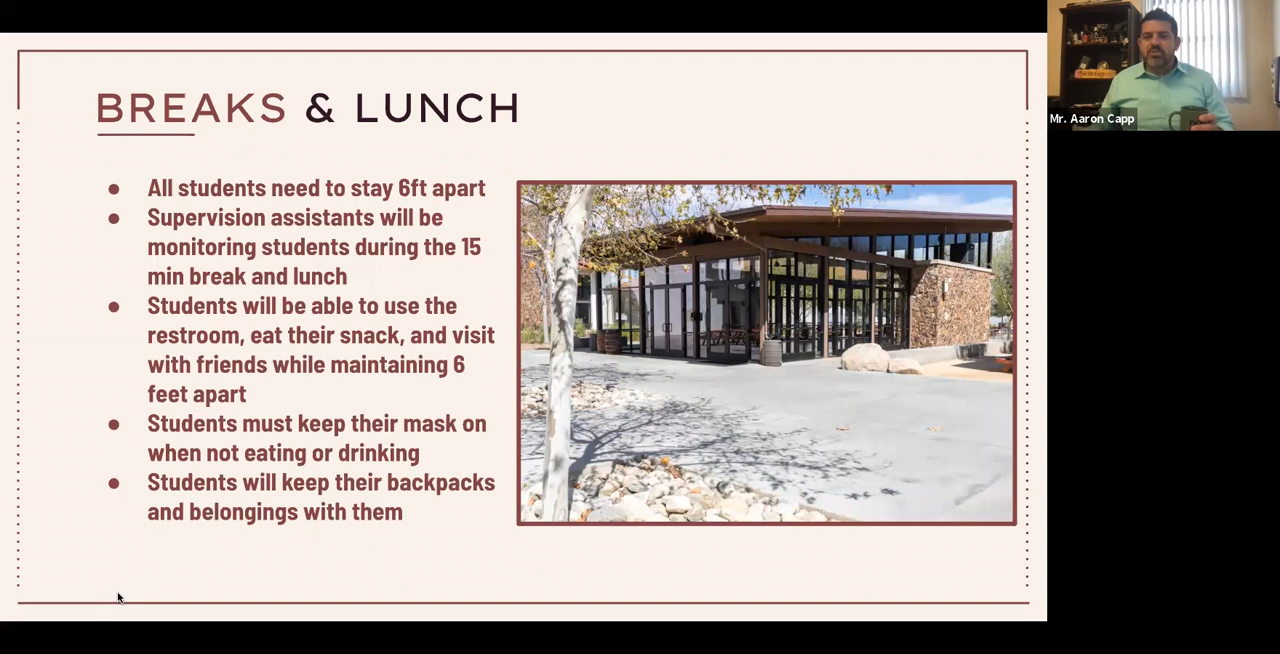 BREAKS & LUNCH
● All students need to stay 6ft apart
● Supervision assistants will be
monitoring students during the 15
min break and lunch
● Students will be able to use the
restroom, eat their snack, and visit
with friends while maintaining 6
feet apart
● Students must keep their mask on
when not eating or drinking
● Students will keep their backpacks
and belongings with them
Mr. Aaron Capp